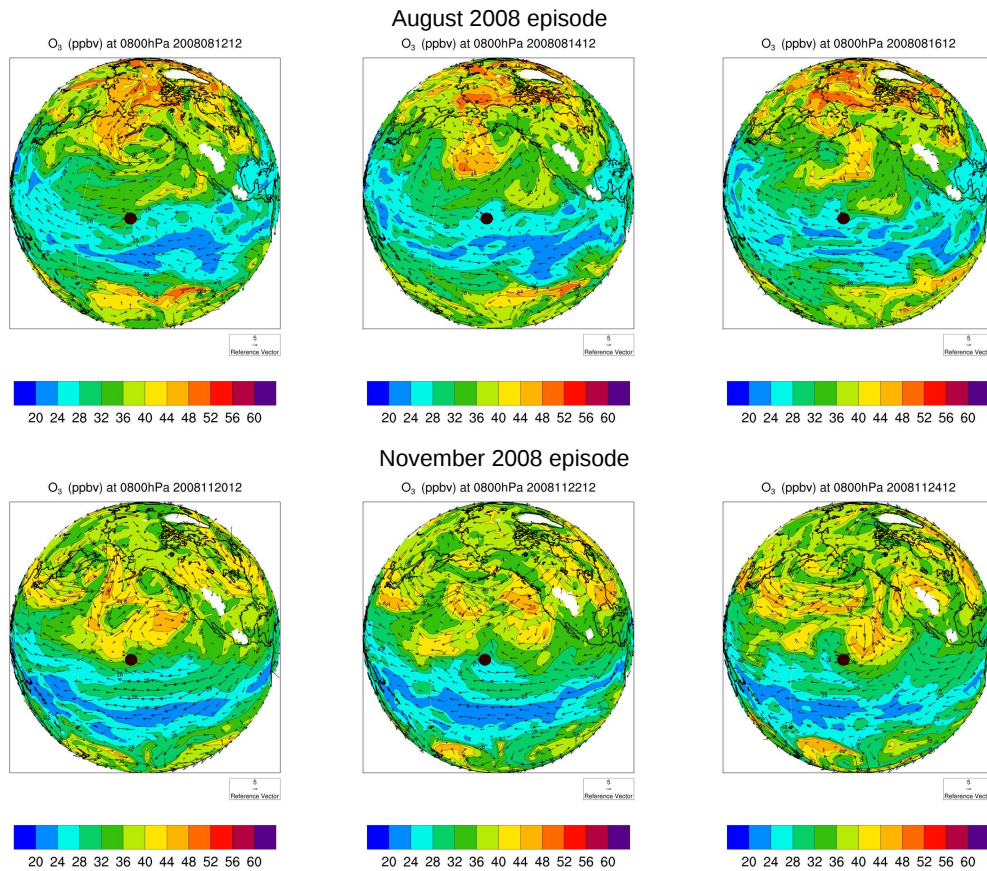 August 2008 episode
O₃ (ppbv) at 0800hPa 2008081212
O₃ (ppbv) at 0800hPa 2008081412
O₃ (ppbv) at 0800hPa 2008081612
5
Reference Vector
5
Reference Vector
5
Reference Vector
20 24 28 32 36 40 44 48 52 56 60
20 24 28 32 36 40 44 48 52 56 60
20 24 28 32 36 40 44 48 52 56 60
November 2008 episode
O₃ (ppbv) at 0800hPa 2008112012
O₃ (ppbv) at 0800hPa 2008112212
O₃ (ppbv) at 0800hPa 2008112412
5
Reference Vector
5
Reference Vector
5
Reference Vector
20 24 28 32 36 40 44 48 52 56 60
20 24 28 32 36 40 44 48 52 56 60
20 24 28 32 36 40 44 48 52 56 60